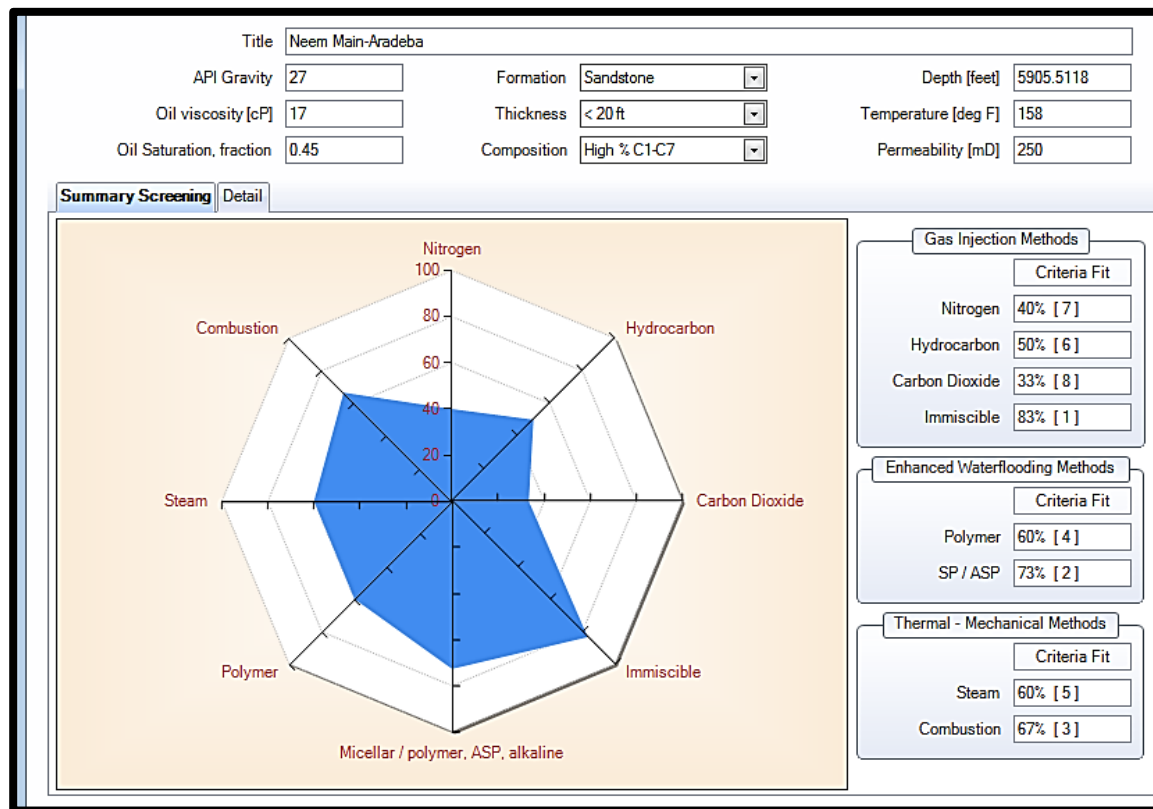 Title Neem Main-Aradeba
API Gravity 27 Formation Sandstone Depth [feet] 5905.5118
Oil viscosity [cP] 17 Thickness < 20 ft Temperature [deg F] 158
Oil Saturation, fraction 0.45 Composition High % C1-C7 Permeability [mD] 250
Summary Screening Detail
Nitrogen
100
80
60
40
20
0
Combustion
Hydrocarbon
Steam
Carbon Dioxide
Polymer
Immiscible
Micellar / polymer, ASP, alkaline
Gas Injection Methods
Criteria Fit
Nitrogen 40% [ 7 ]
Hydrocarbon 50% [ 6 ]
Carbon Dioxide 33% [ 8 ]
Immiscible 83% [ 1 ]
Enhanced Waterflooding Methods
Criteria Fit
Polymer 60% [ 4 ]
SP / ASP 73% [ 2 ]
Thermal - Mechanical Methods
Criteria Fit
Steam 60% [ 5 ]
Combustion 67% [ 3 ]